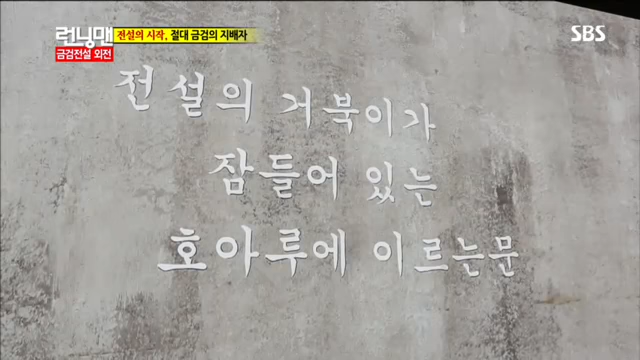 런닝맨 전설의 시작, 절대 금검의 지배자
금검전설 외전
SBS
전설의 거북이가
잠들어 있는
호아루에 이르는문